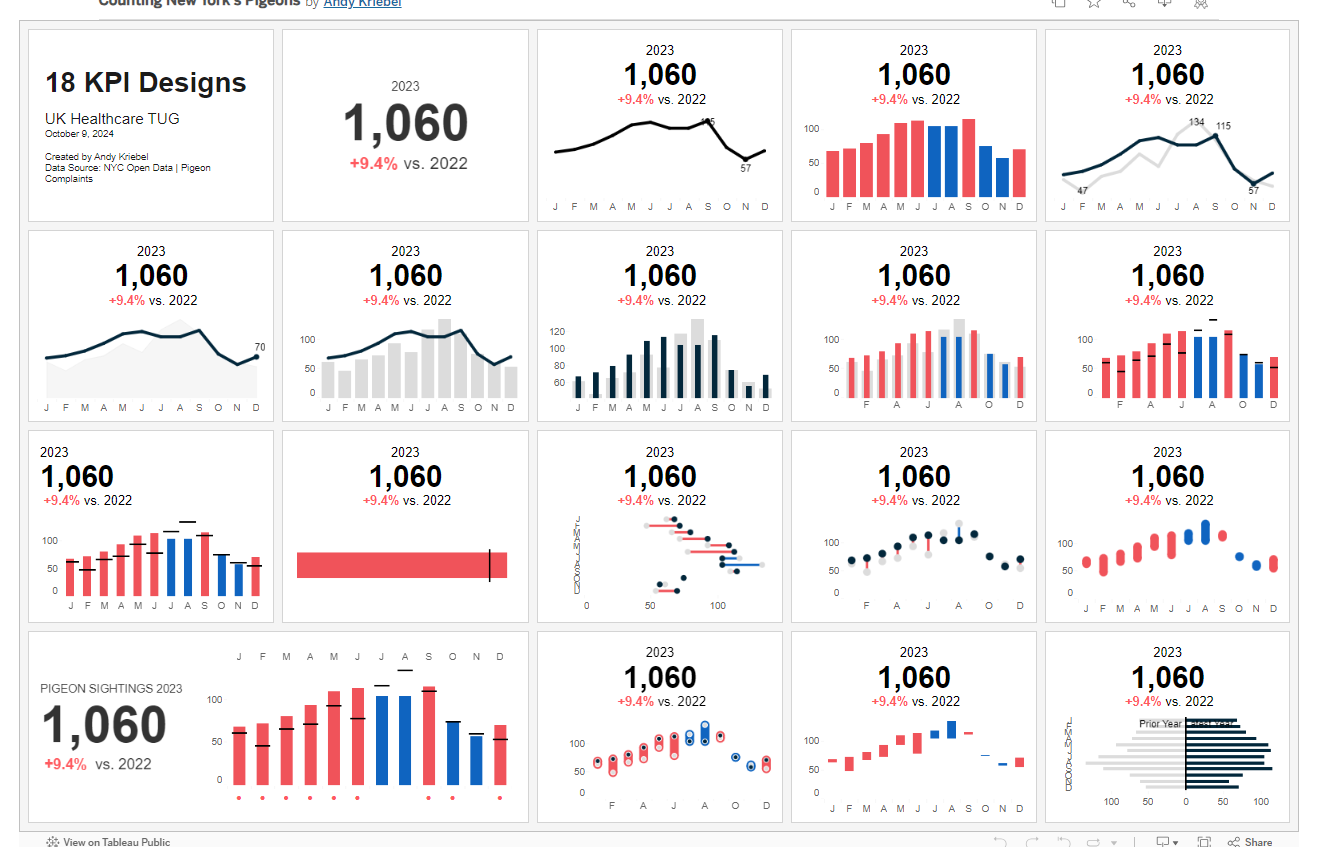 Counting New York's Pigeons by Andy Kriebel
18 KPI Designs
UK Healthcare TUG
October 9, 2024
Created by Andy Kriebel
Data Source: NYC Open Data | Pigeon
Complaints
2023
1,060
+9.4% vs. 2022
2023
1,060
+9.4% vs. 2022
57
J F M A M J J A S O N D
2023
1,060
+9.4% vs. 2022
100
50
0
J F M A M J J A S O N D
2023
1,060
+9.4% vs. 2022
134
115
47
57
J F M A M J J A S O N D
2023
1,060
+9.4% vs. 2022
70
J F M A M J J A S O N D
2023
1,060
+9.4% vs. 2022
100
50
0
J F M A M J J A S O N D
2023
1,060
+9.4% vs. 2022
120
100
80
60
J F M A M J J A S O N D
2023
1,060
+9.4% vs. 2022
100
50
0
F A J A O D
2023
1,060
+9.4% vs. 2022
100
50
0
F A J A O D
2023
1,060
+9.4% vs. 2022
100
50
0
J F M A M J J A S O N D
2023
1,060
+9.4% vs. 2022
2023
1,060
+9.4% vs. 2022
J
F
M
A
M
J
J
A
S
O
N
D
0 50 100
2023
1,060
+9.4% vs. 2022
100
50
0
F A J A O D
2023
1,060
+9.4% vs. 2022
100
50
0
J F M A M J J A S O N D
PIGEON SIGHTINGS 2023
1,060
+9.4% vs. 2022
J F M A M J J A S O N D
100
50
0
2023
1,060
+9.4% vs. 2022
100
50
0
F A J A O D
2023
1,060
+9.4% vs. 2022
100
50
0
J F M A M J J A S O N D
2023
1,060
+9.4% vs. 2022
Prior Year
J
F
M
A
M
J
J
A
S
O
N
D
100 50 0 50 100
View on Tableau Public
Share